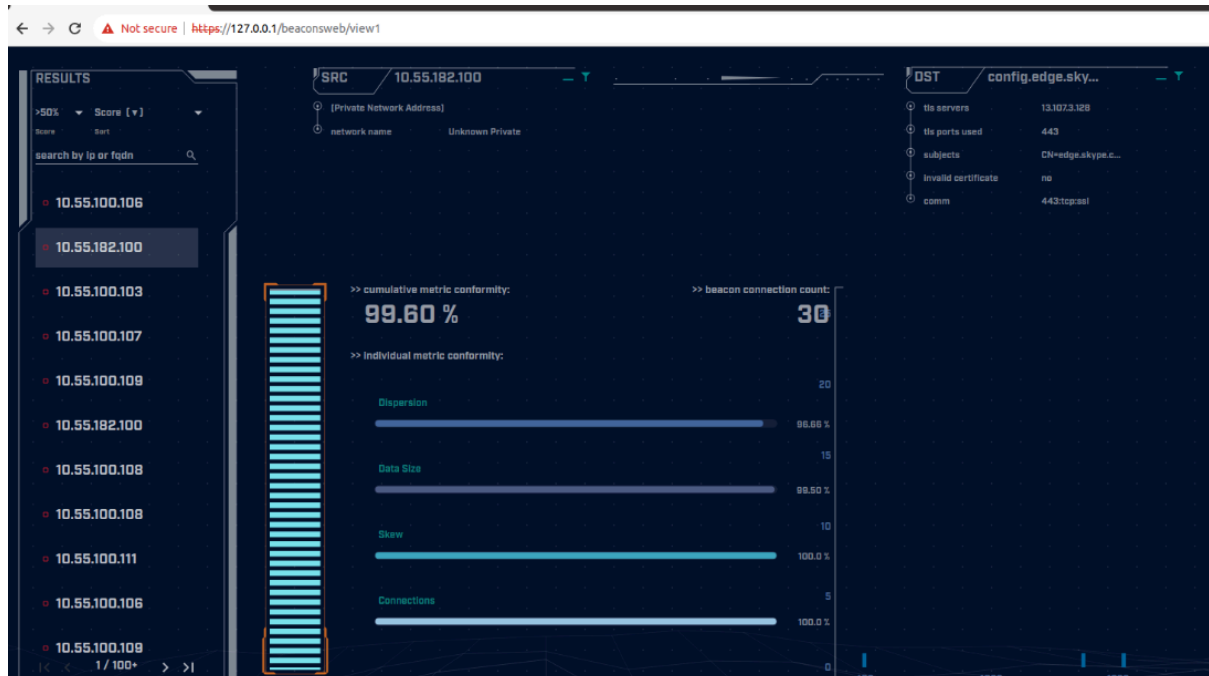 Not secure | https://127.0.0.1/beaconsweb/view1
RESULTS
>50% Score [▾]
Score Sort
search by ip or fqdn
10.55.100.106
10.55.182.100
10.55.100.103
10.55.100.107
10.55.100.109
10.55.182.100
10.55.100.108
10.55.100.108
10.55.100.111
10.55.100.106
10.55.100.109
1 / 100+
SRC 10.55.182.100
[Private Network Address]
network name Unknown Private
DST config.edge.sky...
tls servers 13.107.3.128
tls ports used 443
subjects CN=edge.skype.c...
invalid certificate no
comm 443:tcp:ssl
>> cumulative metric conformity:
99.60 %
>> beacon connection count:
30
>> individual metric conformity:
20
Dispersion
96.66 %
15
Data Size
99.50 %
10
Skew
100.0 %
5
Connections
100.0 %
0